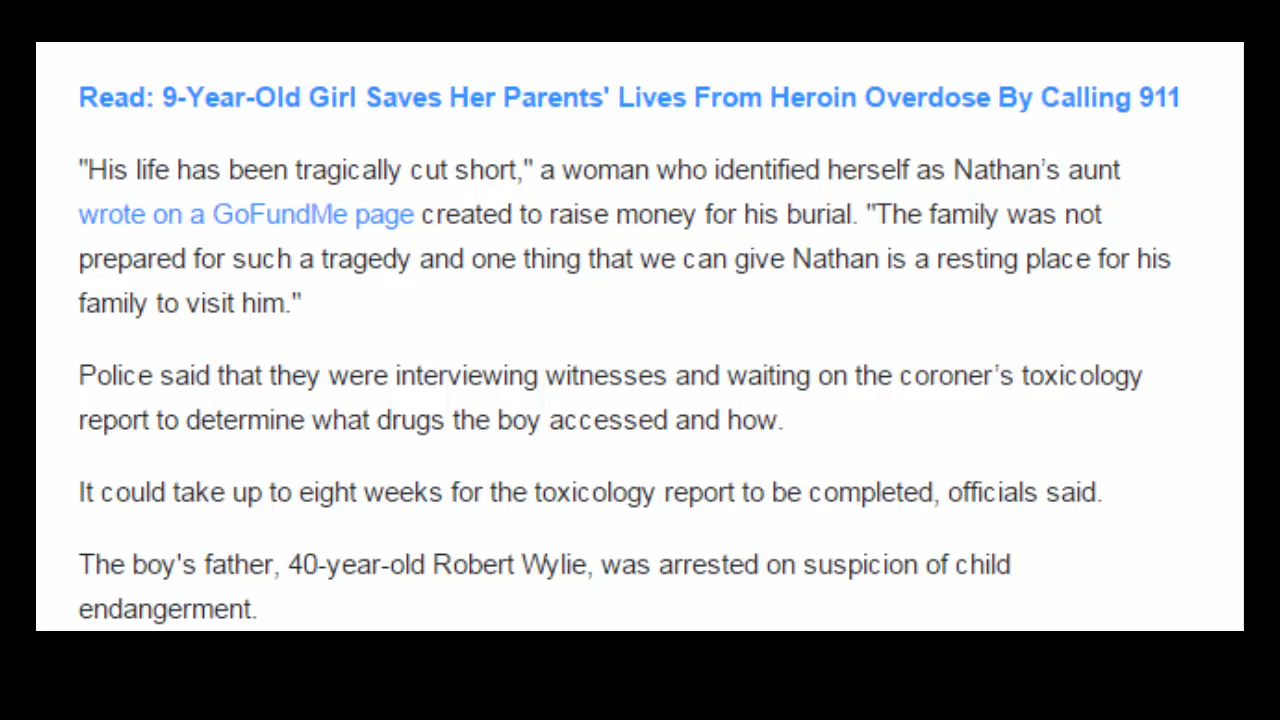 Read: 9-Year-Old Girl Saves Her Parents' Lives From Heroin Overdose By Calling 911
"His life has been tragically cut short," a woman who identified herself as Nathan’s aunt
wrote on a GoFundMe page created to raise money for his burial. "The family was not
prepared for such a tragedy and one thing that we can give Nathan is a resting place for his
family to visit him."
Police said that they were interviewing witnesses and waiting on the coroner’s toxicology
report to determine what drugs the boy accessed and how.
It could take up to eight weeks for the toxicology report to be completed, officials said.
The boy's father, 40-year-old Robert Wylie, was arrested on suspicion of child
endangerment.